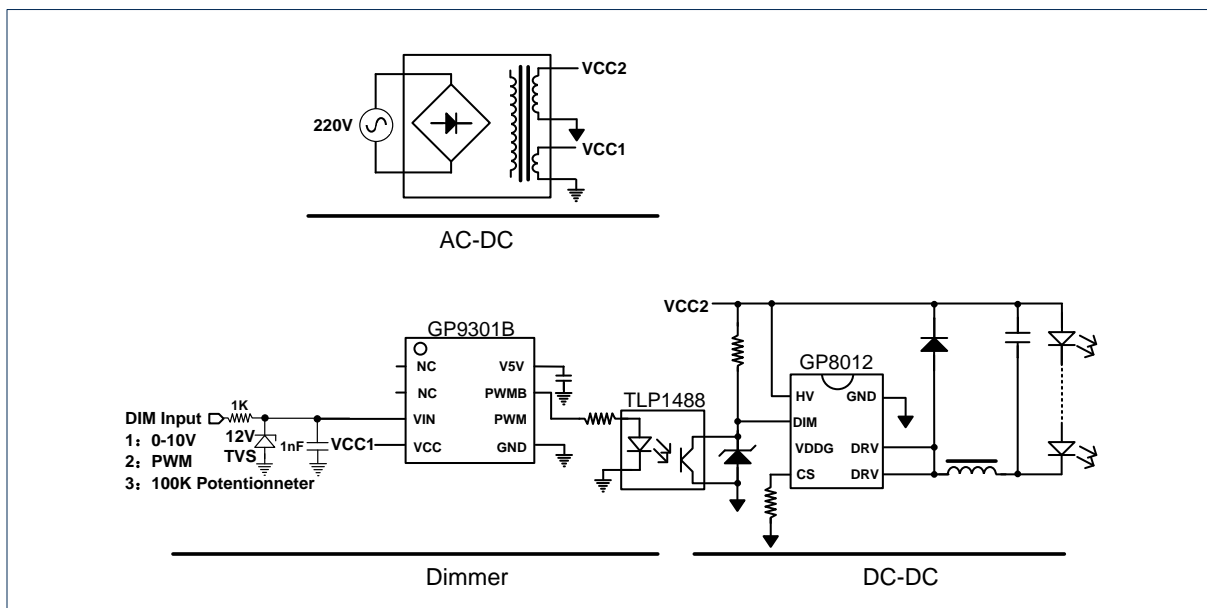 VCC2
220V
VCC1
AC-DC
VCC2
GP9301B
GP8012
NC
V5V
TLP1488
HV
GND
NC
PWMB
DIM Input
1K
VIN
PWM
DIM
1: 0-10V
12V
1nF
VCC1
VCC
GND
VDDG
DRV
2: PWM
TVS
CS
DRV
3: 100K Potentionneter
Dimmer
DC-DC